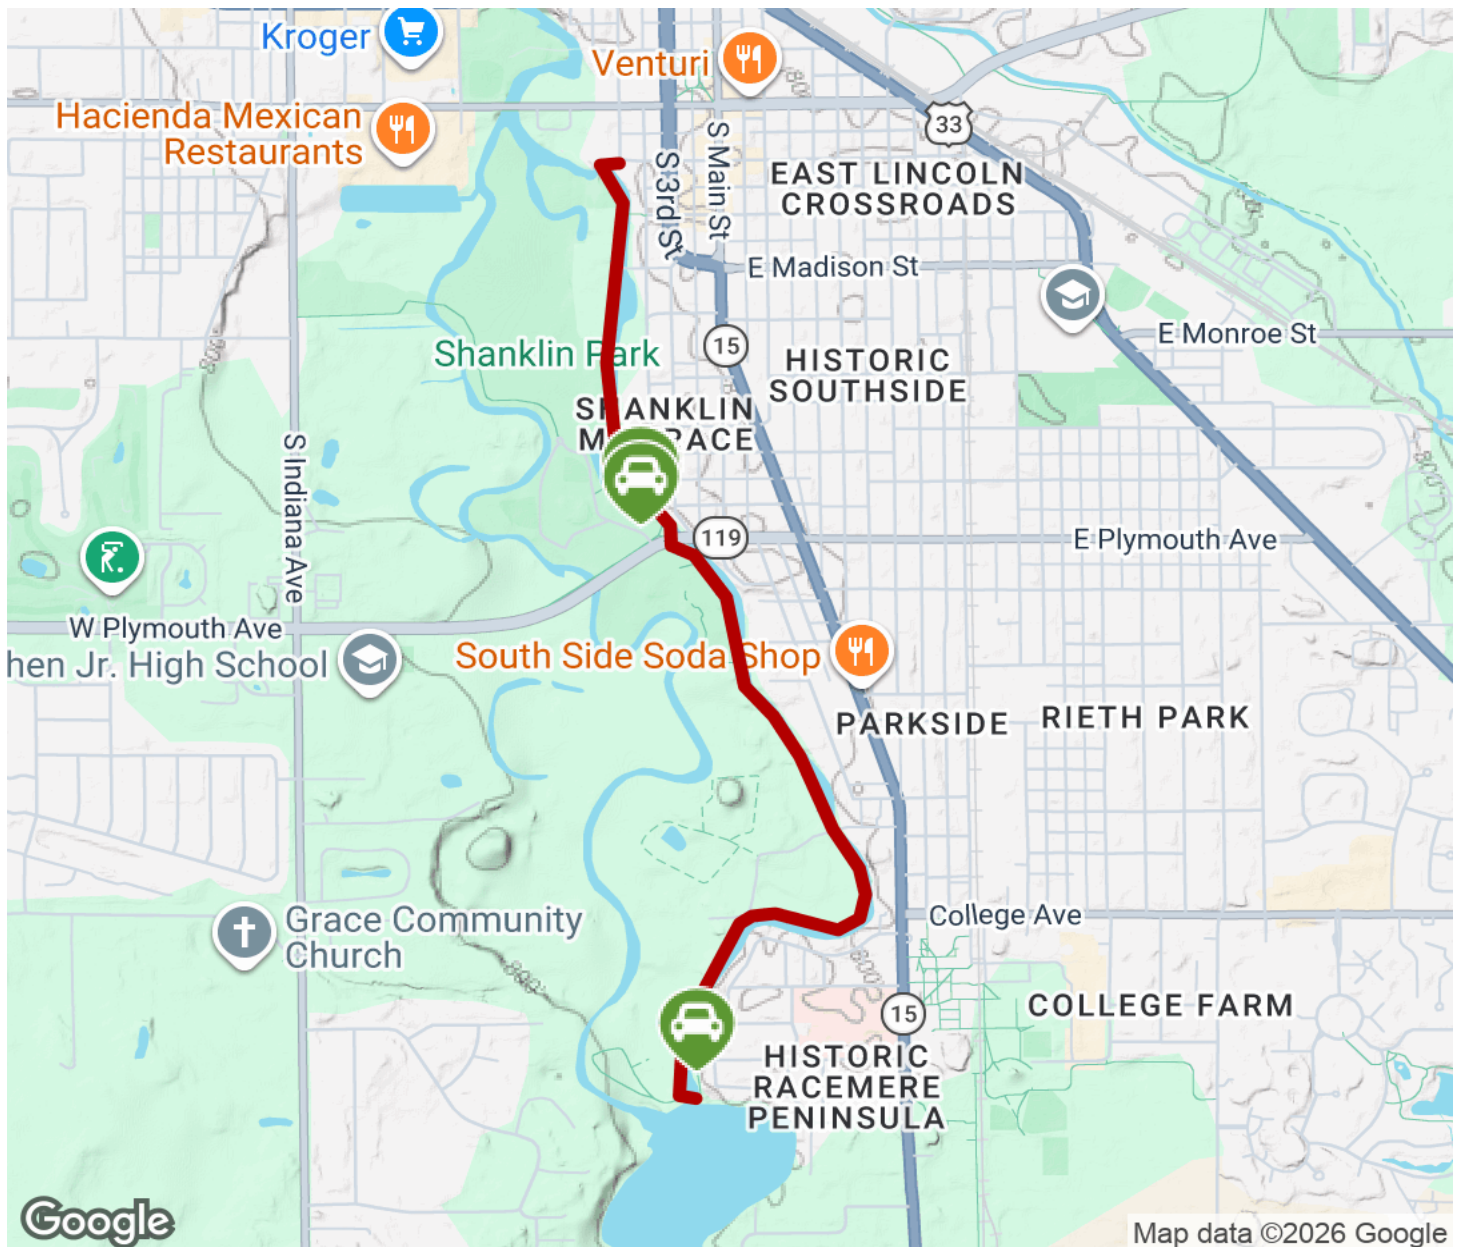 Kroger
Venturi
Hacienda Mexican
Restaurants
33
S 3rd St
S Main St
EAST LINCOLN
CROSSROADS
E Madison St
E Monroe St
15
Shanklin Park
HISTORIC
SOUTHSIDE
SHANKLIN
S Indiana Ave
119
E Plymouth Ave
W Plymouth Ave
hen Jr. High School
South Side Soda Shop
PARKSIDE
RIETH PARK
College Ave
Grace Community
Church
15
COLLEGE FARM
HISTORIC
RACEMERE
PENINSULA
Google
Map data ©2026 Google